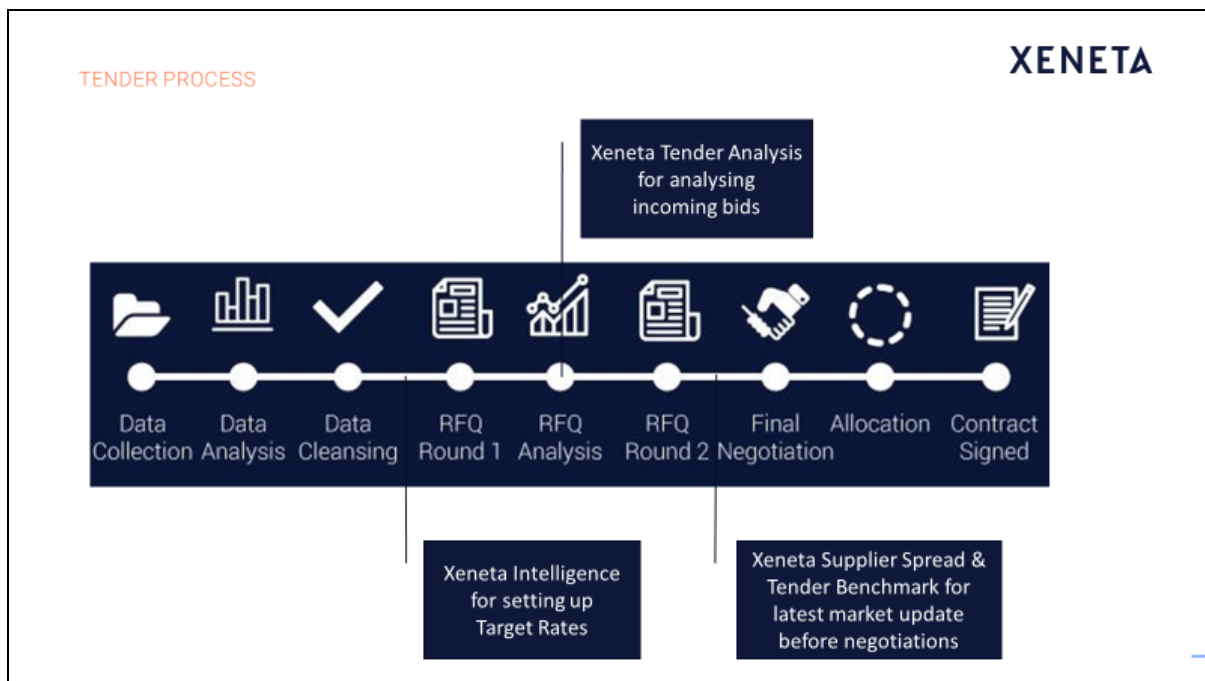 XENETA
TENDER PROCESS
Xeneta Tender Analysis
for analysing
incoming bids
Data
Collection
Data
Analysis
Data
Cleansing
RFQ
Round 1
RFQ
Analysis
RFQ
Round 2
Final
Negotiation
Allocation
Contract
Signed
Xeneta Intelligence
for setting up
Target Rates
Xeneta Supplier Spread &
Tender Benchmark for
latest market update
before negotiations